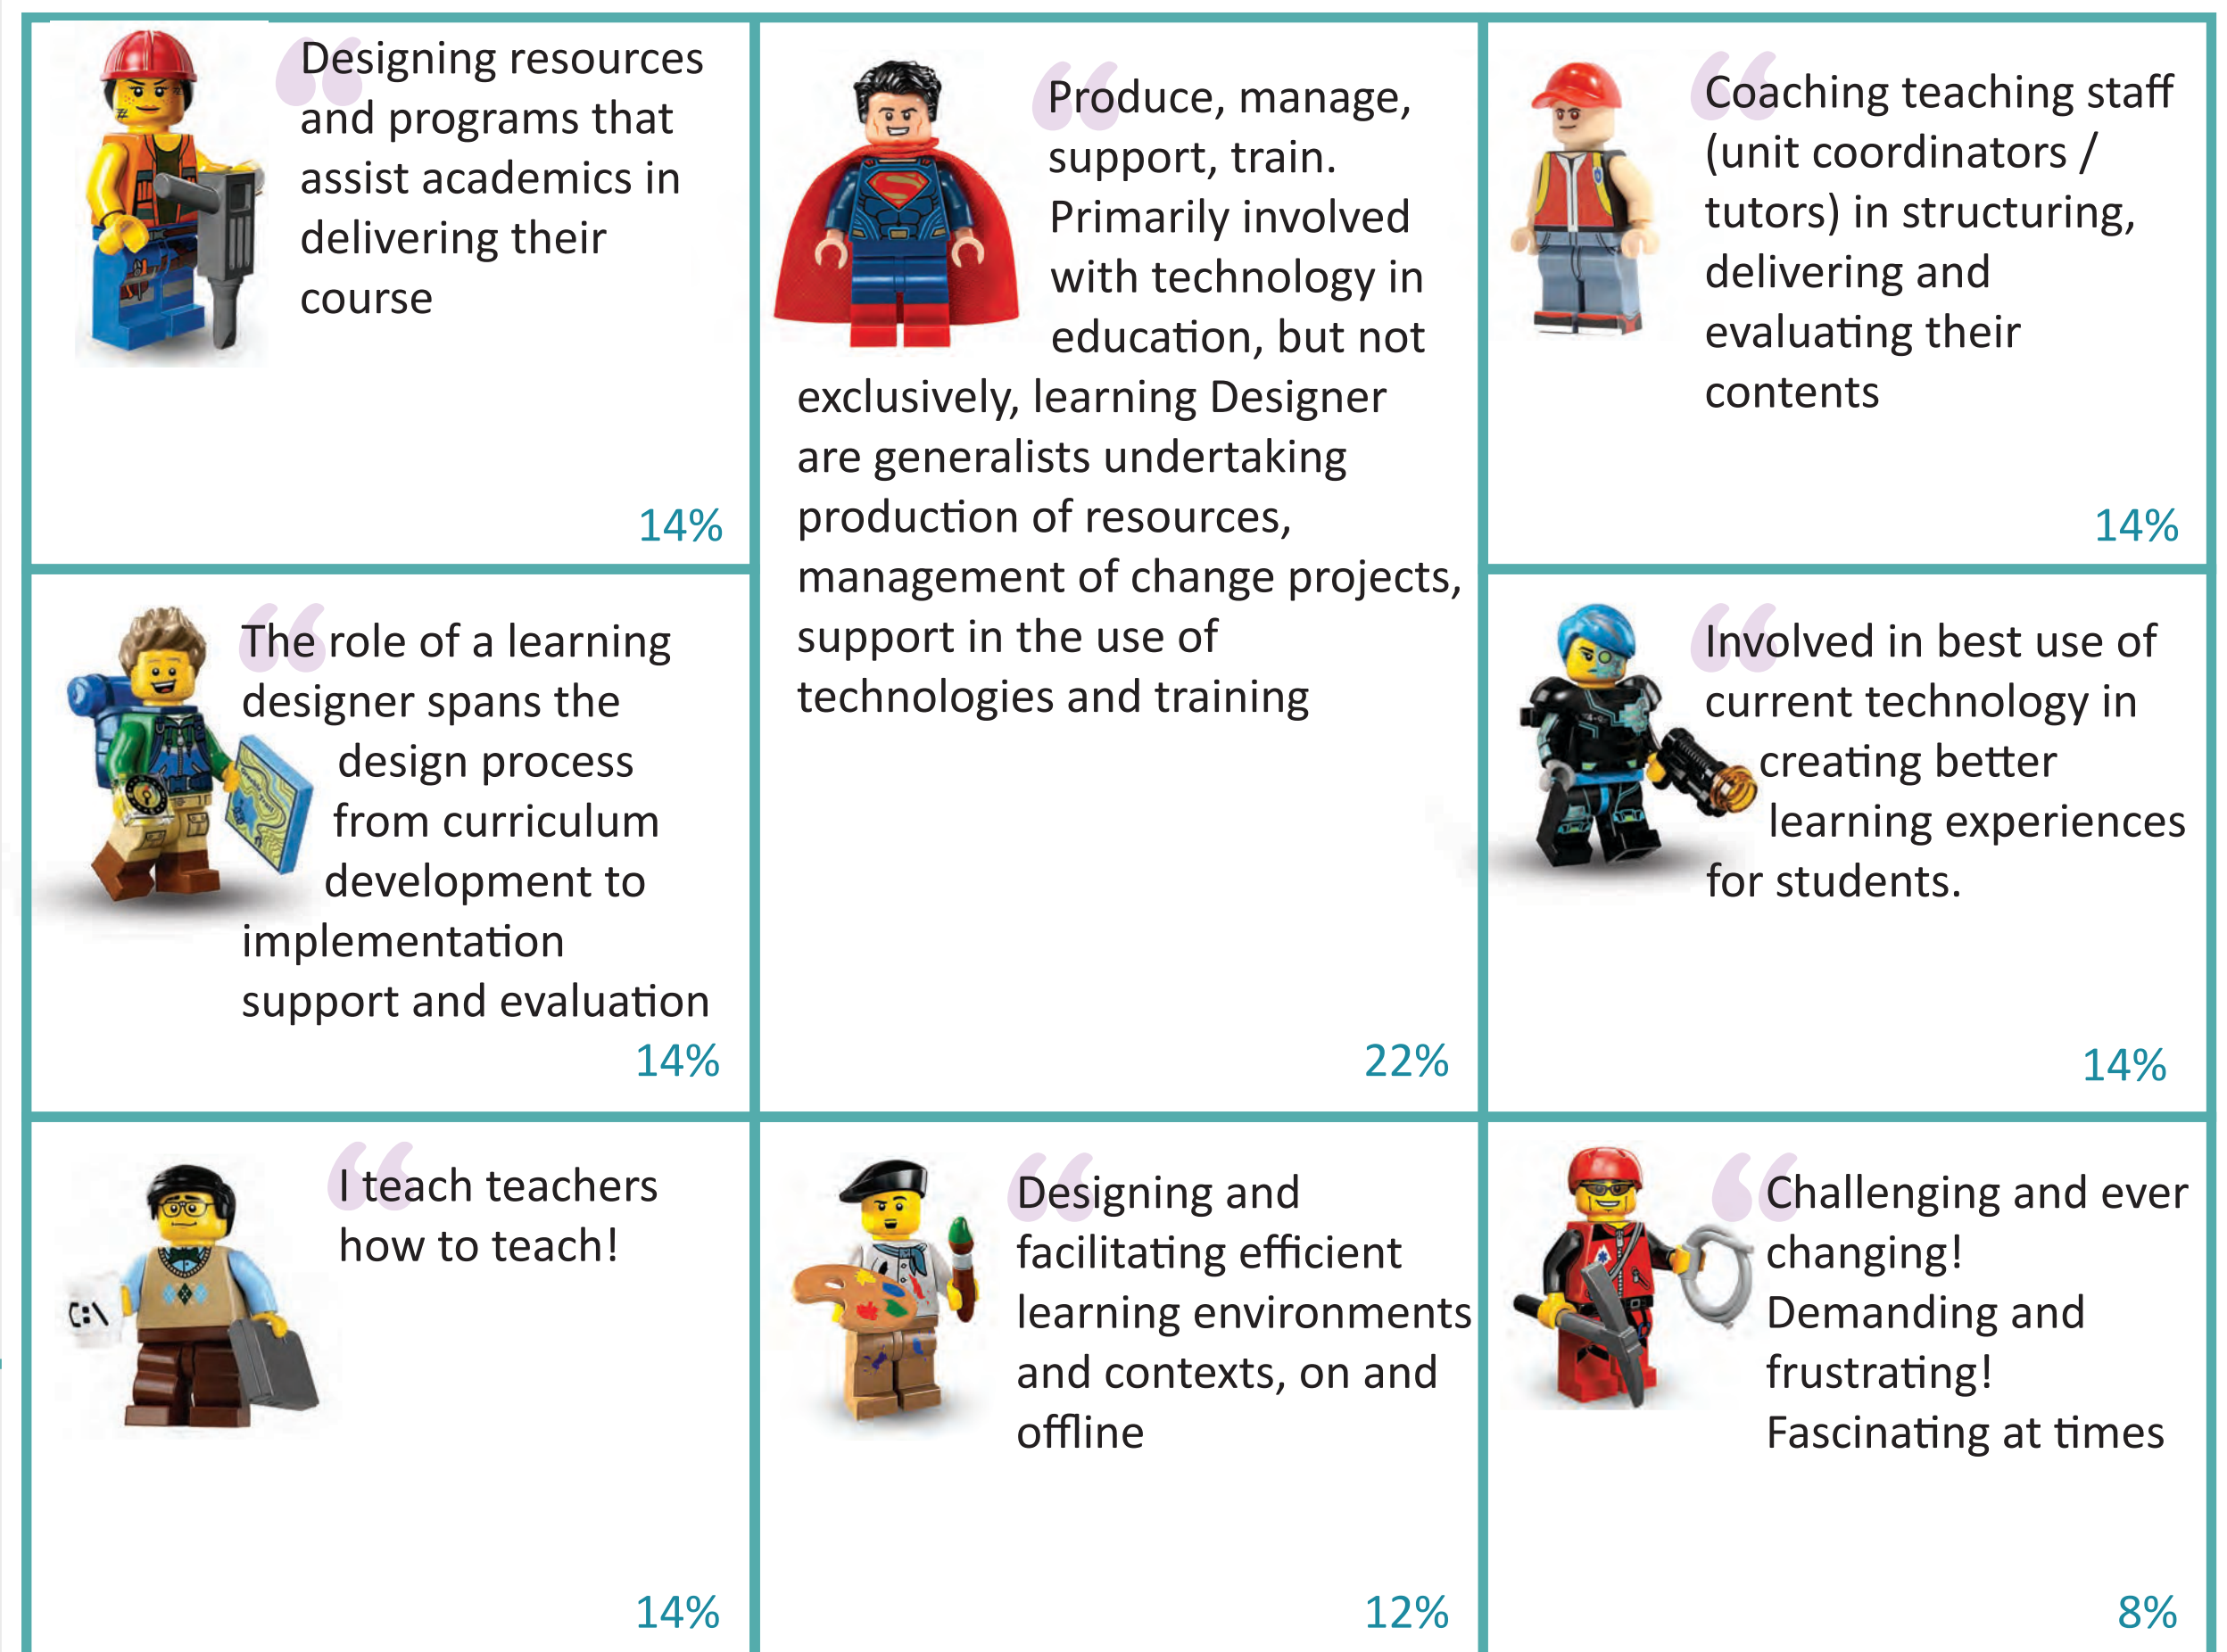 Designing resources
and programs that
assist academics in
delivering their
course
14%
Produce, manage,
support, train.
Primarily involved
with technology in
education, but not
exclusively, learning Designer
are generalists undertaking
production of resources,
management of change projects,
support in the use of
technologies and training
22%
Coaching teaching staff
(unit coordinators /
tutors) in structuring,
delivering and
evaluating their
contents
14%
The role of a learning
designer spans the
design process
from curriculum
development to
implementation
support and evaluation
14%
Involved in best use of
current technology in
creating better
learning experiences
for students.
14%
I teach teachers
how to teach!
C:\
14%
Designing and
facilitating efficient
learning environments
and contexts, on and
offline
12%
Challenging and ever
changing!
Demanding and
frustrating!
Fascinating at times
8%